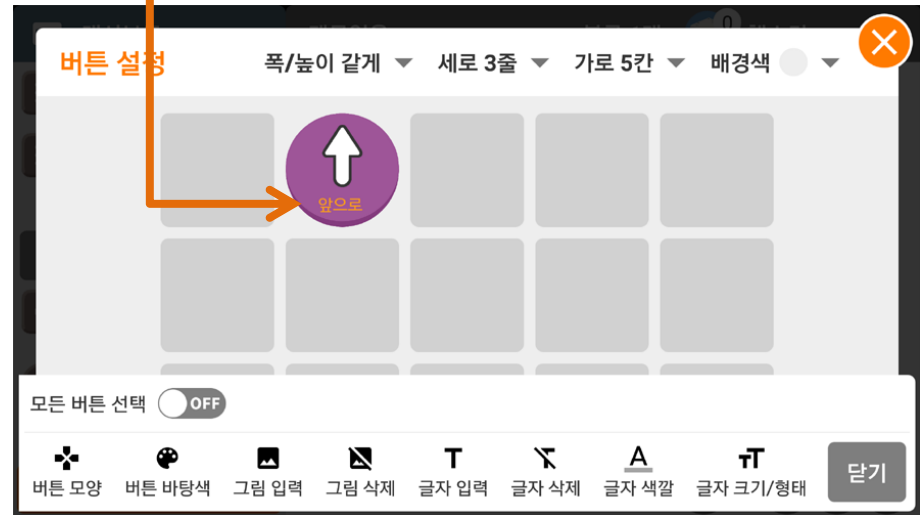 버튼 설정 폭/높이 같게 세로 3줄 가로 5칸 배경색
앞으로
모든 버튼 선택 OFF
버튼 모양 버튼 바탕색 그림 입력 그림 삭제 글자 입력 글자 삭제 글자 색깔 글자 크기/형태 닫기